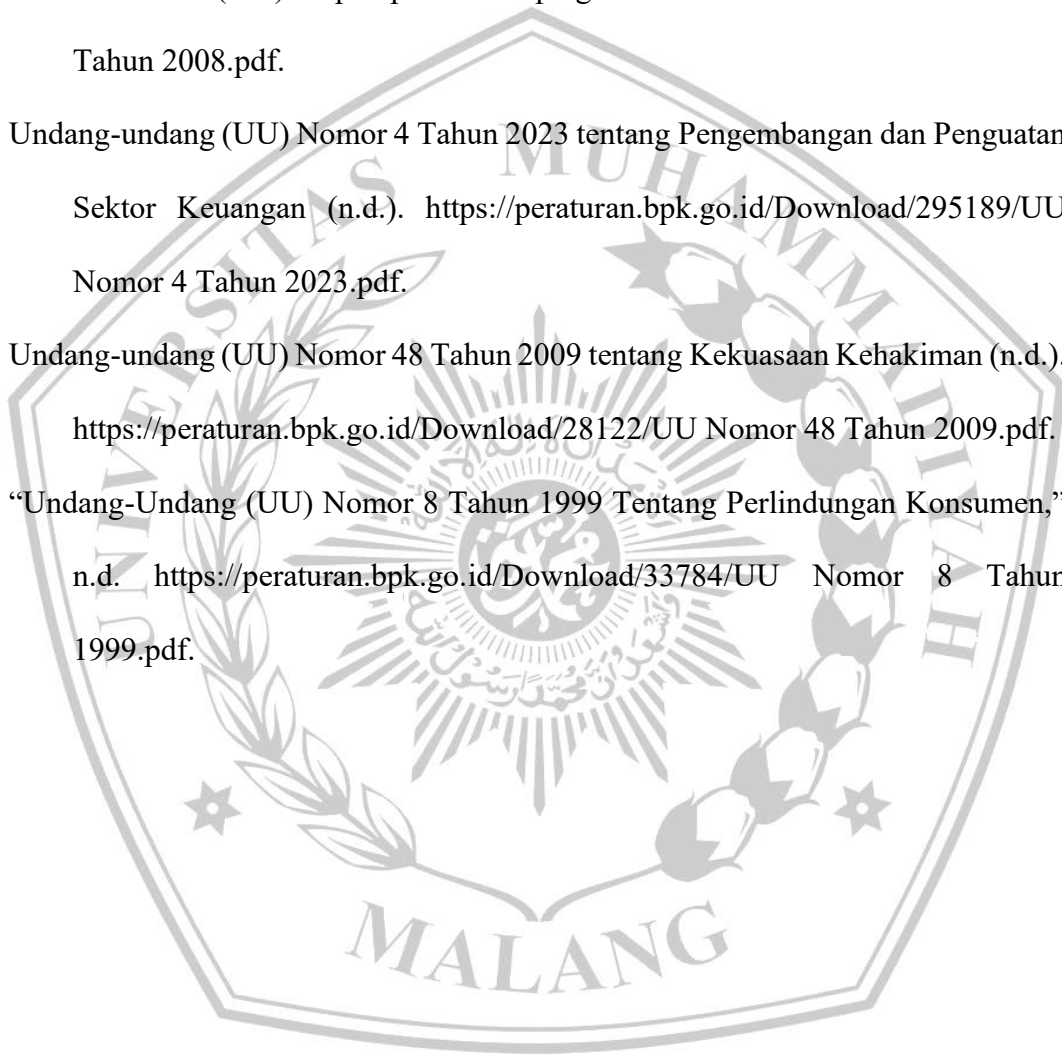 Tahun 2008.pdf.
Undang-undang (UU) Nomor 4 Tahun 2023 tentang Pengembangan dan Penguatan
Sektor Keuangan (n.d.). https://peraturan.bpk.go.id/Download/295189/UU
Nomor 4 Tahun 2023.pdf.
Undang-undang (UU) Nomor 48 Tahun 2009 tentang Kekuasaan Kehakiman (n.d.).
https://peraturan.bpk.go.id/Download/28122/UU Nomor 48 Tahun 2009.pdf.
“Undang-Undang (UU) Nomor 8 Tahun 1999 Tentang Perlindungan Konsumen,”
n.d. https://peraturan.bpk.go.id/Download/33784/UU Nomor 8 Tahun
1999.pdf.
UNIVERSITAS MUHAMMADIYAH
MALANG